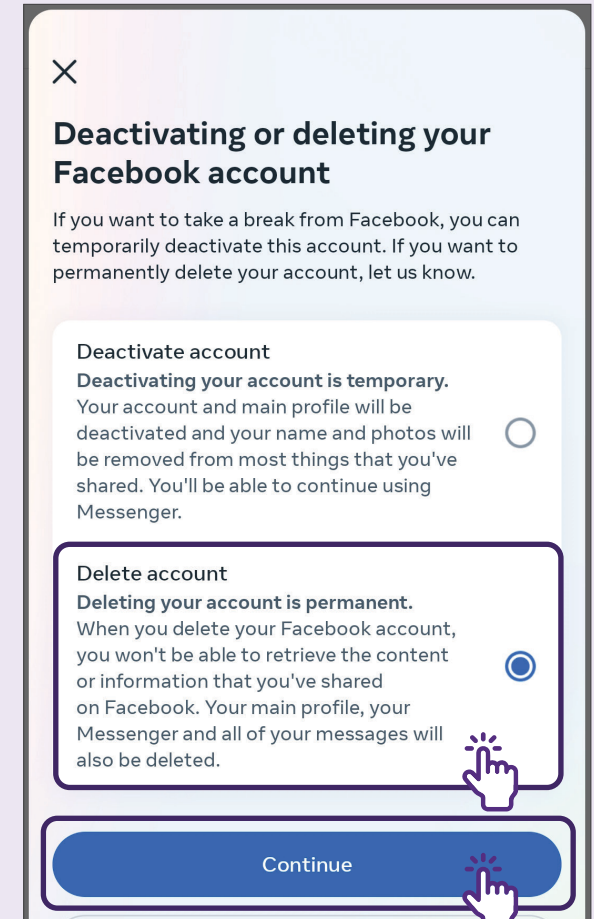 Deactivating or deleting your
Facebook account
If you want to take a break from Facebook, you can
temporarily deactivate this account. If you want to
permanently delete your account, let us know.
Deactivate account
Deactivating your account is temporary.
Your account and main profile will be
deactivated and your name and photos will
be removed from most things that you've
shared. You'll be able to continue using
Messenger.
Delete account
Deleting your account is permanent.
When you delete your Facebook account,
you won't be able to retrieve the content
or information that you've shared
on Facebook. Your main profile, your
Messenger and all of your messages will
also be deleted.
Continue